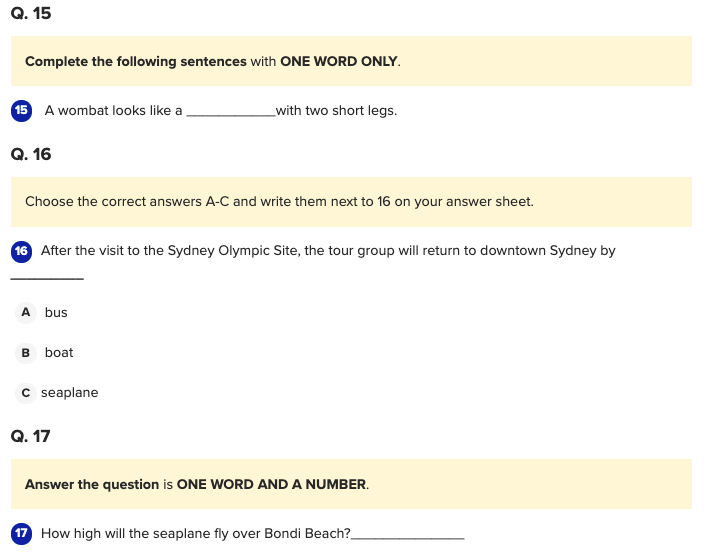 Q. 15
Complete the following sentences with ONE WORD ONLY.
15 A wombat looks like a ____________with two short legs.
Q. 16
Choose the correct answers A-C and write them next to 16 on your answer sheet.
16 After the visit to the Sydney Olympic Site, the tour group will return to downtown Sydney by
__________
A bus
B boat
C seaplane
Q. 17
Answer the question is ONE WORD AND A NUMBER.
17 How high will the seaplane fly over Bondi Beach?_______________